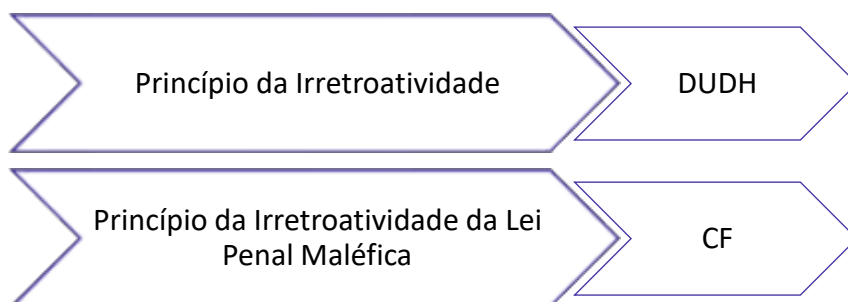 Princípio da Irretroatividade
DUDH
Princípio da Irretroatividade da Lei
Penal Maléfica
CF